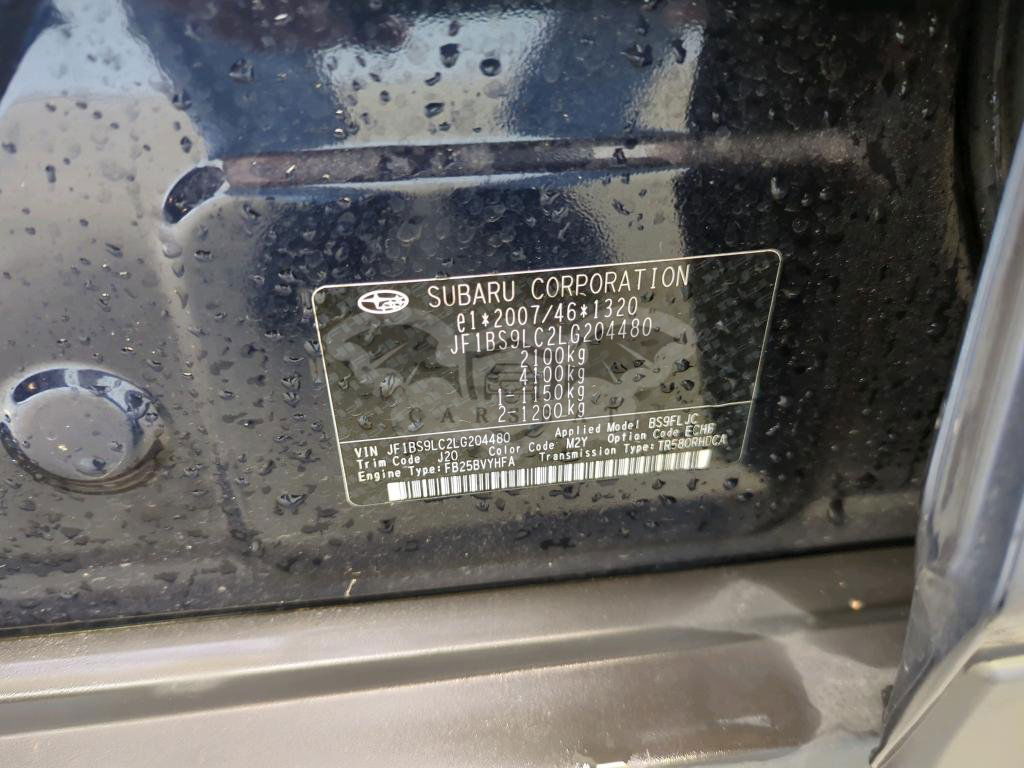 SUBARU CORPORATION
e1*2007/46*1320
JF1BS9LC2LG204480
2100kg
4100kg
1-1150kg
2-1200kg
VIN JF1BS9LC2LG204480 Applied Model BS9FLJC
Trim Code J20 Color Code M2Y Option Code ECHF
Engine Type:FB25BVYHFA Transmission Type:TR580RHDCA